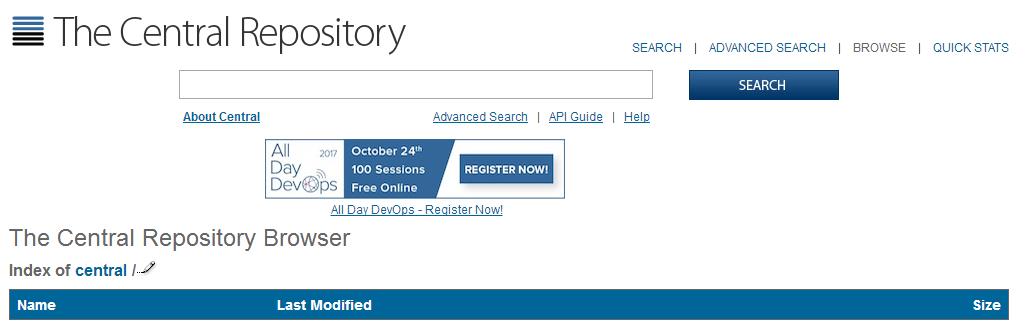 The Central Repository
SEARCH | ADVANCED SEARCH | BROWSE | QUICK STATS
SEARCH
About Central
Advanced Search | API Guide | Help
All
Day
DevOps
2017
October 24th
100 Sessions
Free Online
REGISTER NOW!
All Day DevOps - Register Now!
The Central Repository Browser
Index of central /
Name Last Modified Size